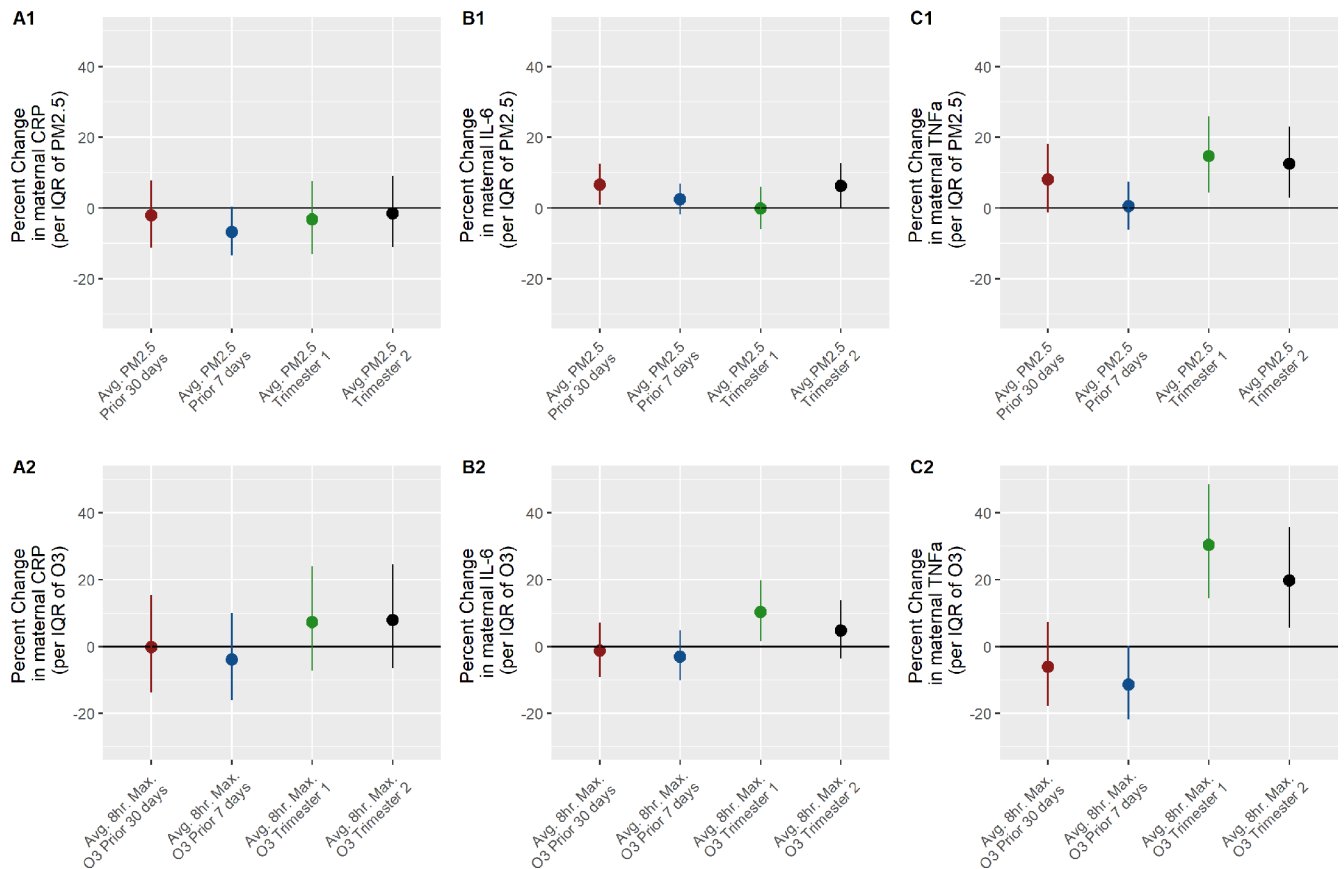 A1
Percent Change
in maternal CRP
(per IQR of PM2.5)
40
20
0
-20
Avg. PM2.5
Prior 30 days
Avg. PM2.5
Prior 7 days
Avg. PM2.5
Trimester 1
Avg.PM2.5
Trimester 2
B1
Percent Change
in maternal IL-6
(per IQR of PM2.5)
40
20
0
-20
Avg. PM2.5
Prior 30 days
Avg. PM2.5
Prior 7 days
Avg. PM2.5
Trimester 1
Avg.PM2.5
Trimester 2
C1
Percent Change
in maternal TNFa
(per IQR of PM2.5)
40
20
0
-20
Avg. PM2.5
Prior 30 days
Avg. PM2.5
Prior 7 days
Avg. PM2.5
Trimester 1
Avg.PM2.5
Trimester 2
A2
Percent Change
in maternal CRP
(per IQR of O3)
40
20
0
-20
Avg. 8hr. Max.
O3 Prior 30 days
Avg. 8hr. Max.
O3 Prior 7 days
Avg. 8hr. Max.
O3 Trimester 1
Avg. 8hr. Max.
O3 Trimester 2
B2
Percent Change
in maternal IL-6
(per IQR of O3)
40
20
0
-20
Avg. 8hr. Max.
O3 Prior 30 days
Avg. 8hr. Max.
O3 Prior 7 days
Avg. 8hr. Max.
O3 Trimester 1
Avg. 8hr. Max.
O3 Trimester 2
C2
Percent Change
in maternal TNFa
(per IQR of O3)
40
20
0
-20
Avg. 8hr. Max.
O3 Prior 30 days
Avg. 8hr. Max.
O3 Prior 7 days
Avg. 8hr. Max.
O3 Trimester 1
Avg. 8hr. Max.
O3 Trimester 2